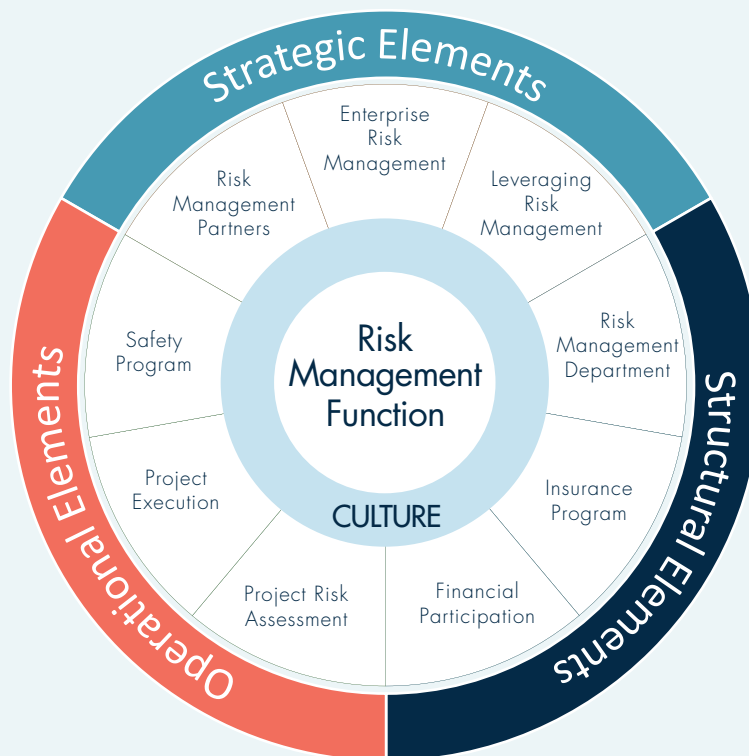 Strategic Elements
Enterprise
Risk
Management
Leveraging
Risk
Management
Risk
Management
Department
Insurance
Program
Financial
Participation
Project Risk
Assessment
Project
Execution
Safety
Program
Risk
Management
Partners
Structural Elements
Operational Elements
Risk
Management
Function
CULTURE